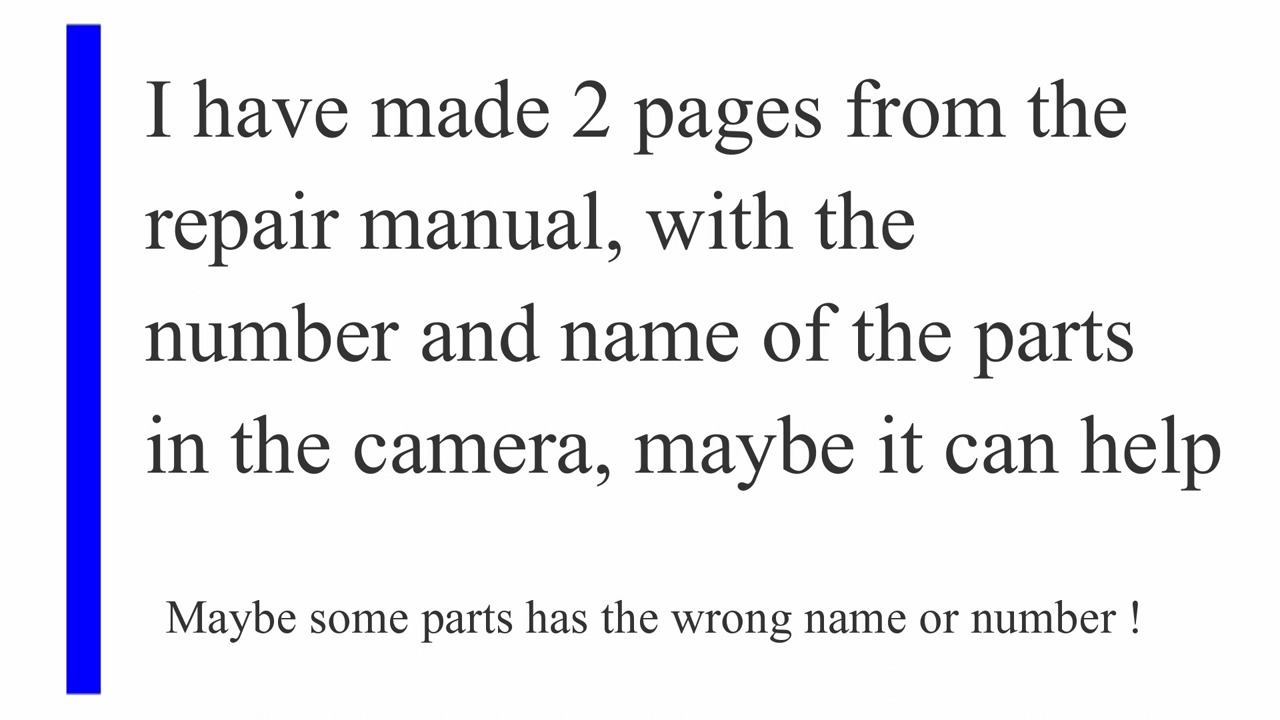 I have made 2 pages from the
repair manual, with the
number and name of the parts
in the camera, maybe it can help
Maybe some parts has the wrong name or number !